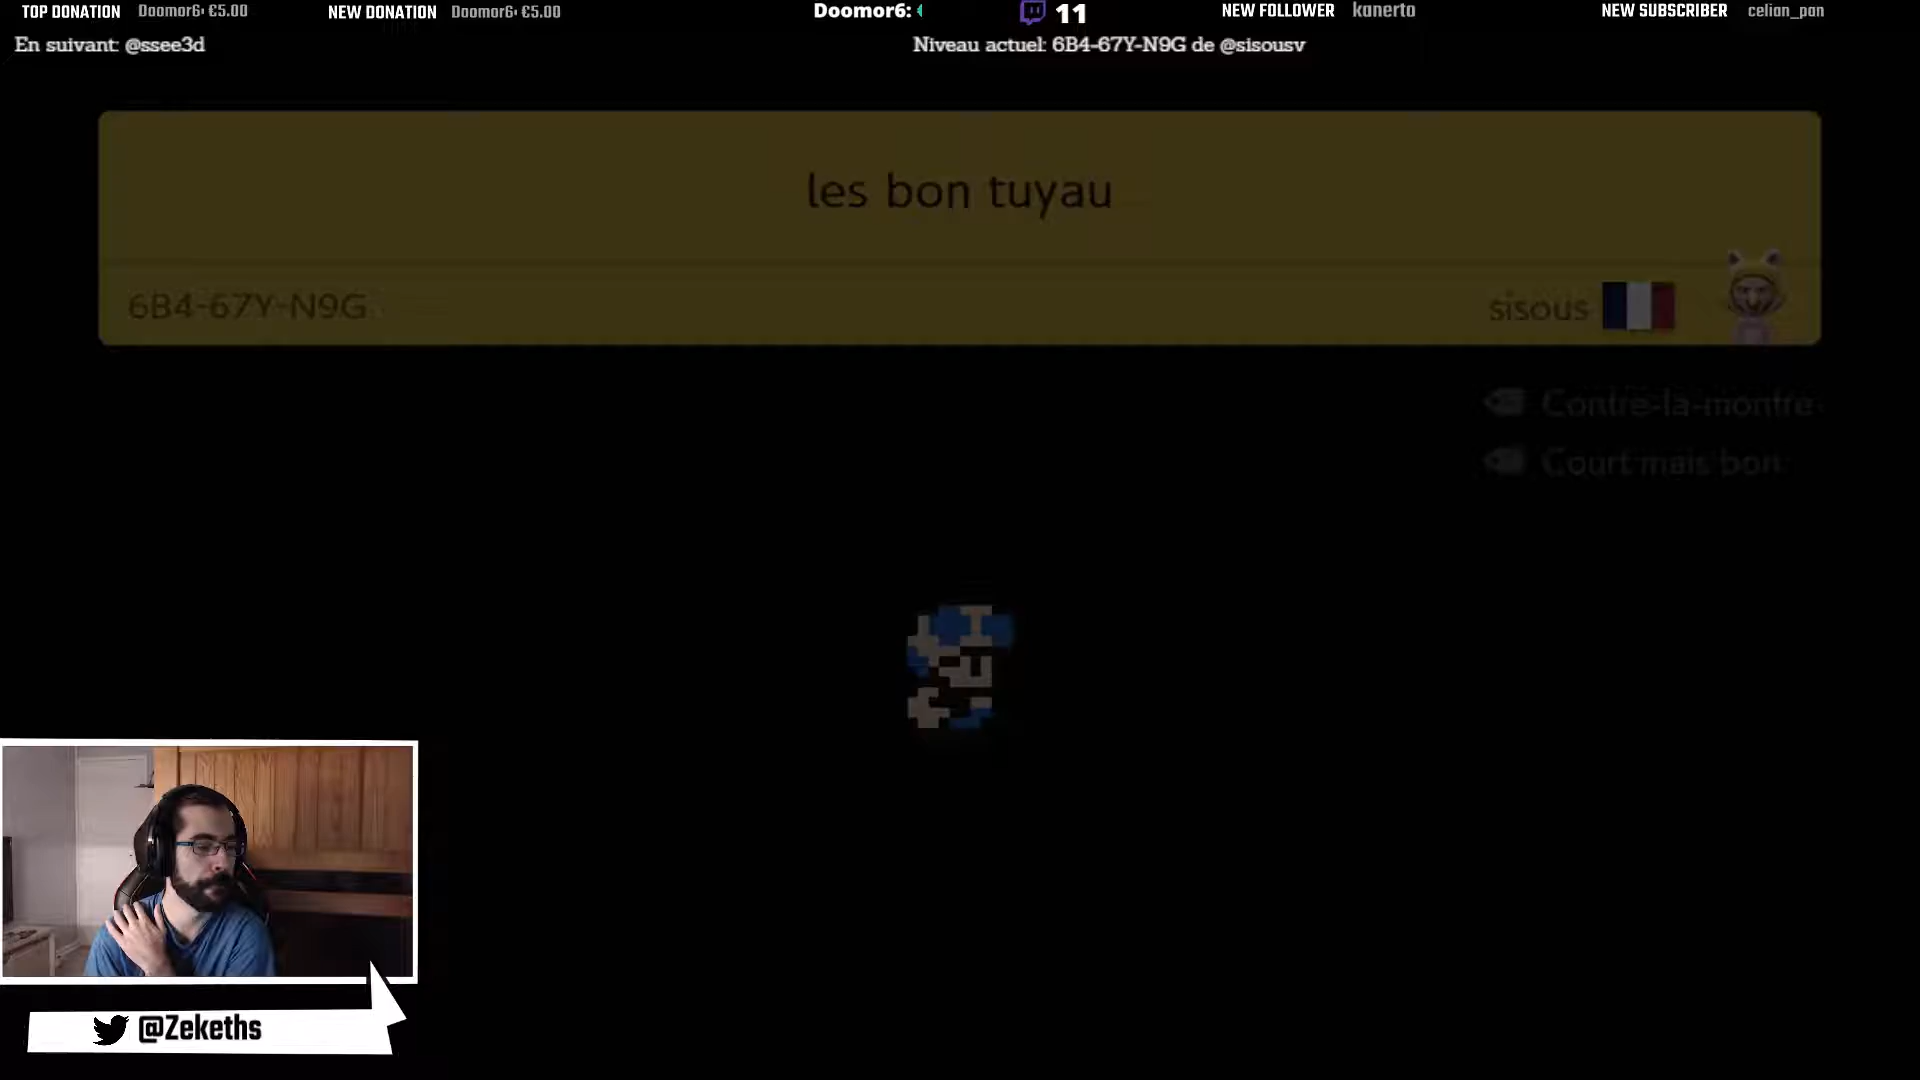 TOP DONATION Doomor6: €5.00 NEW DONATION Doomor6: €5.00 Doomor6: 11 NEW FOLLOWER kanerto NEW SUBSCRIBER celian_pan
En suivant: @ssee3d Niveau actuel: 6B4-67Y-N9G de @sisousv
les bon tuyau
6B4-67Y-N9G sisous
Contre-la-montre
Court mais bon
@Zekeths